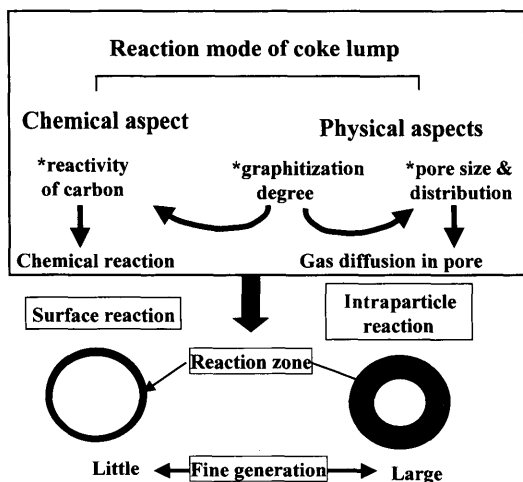 Reaction mode of coke lump
Chemical aspect
Physical aspects
*reactivity
of carbon
*graphitization
degree
*pore size &
distribution
Chemical reaction
Gas diffusion in pore
Surface reaction
Intraparticle
reaction
Reaction zone
Little
Fine generation
Large